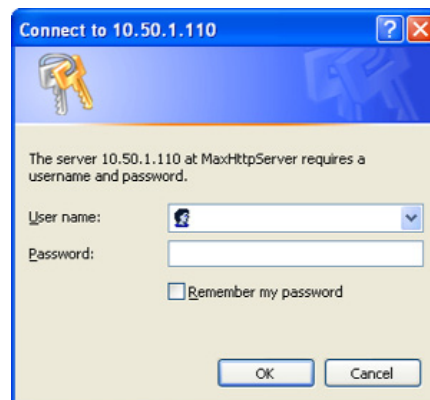 Connect to 10.50.1.110
The server 10.50.1.110 at MaxHttpServer requires a
username and password.
User name:
Password:
Remember my password
OK
Cancel